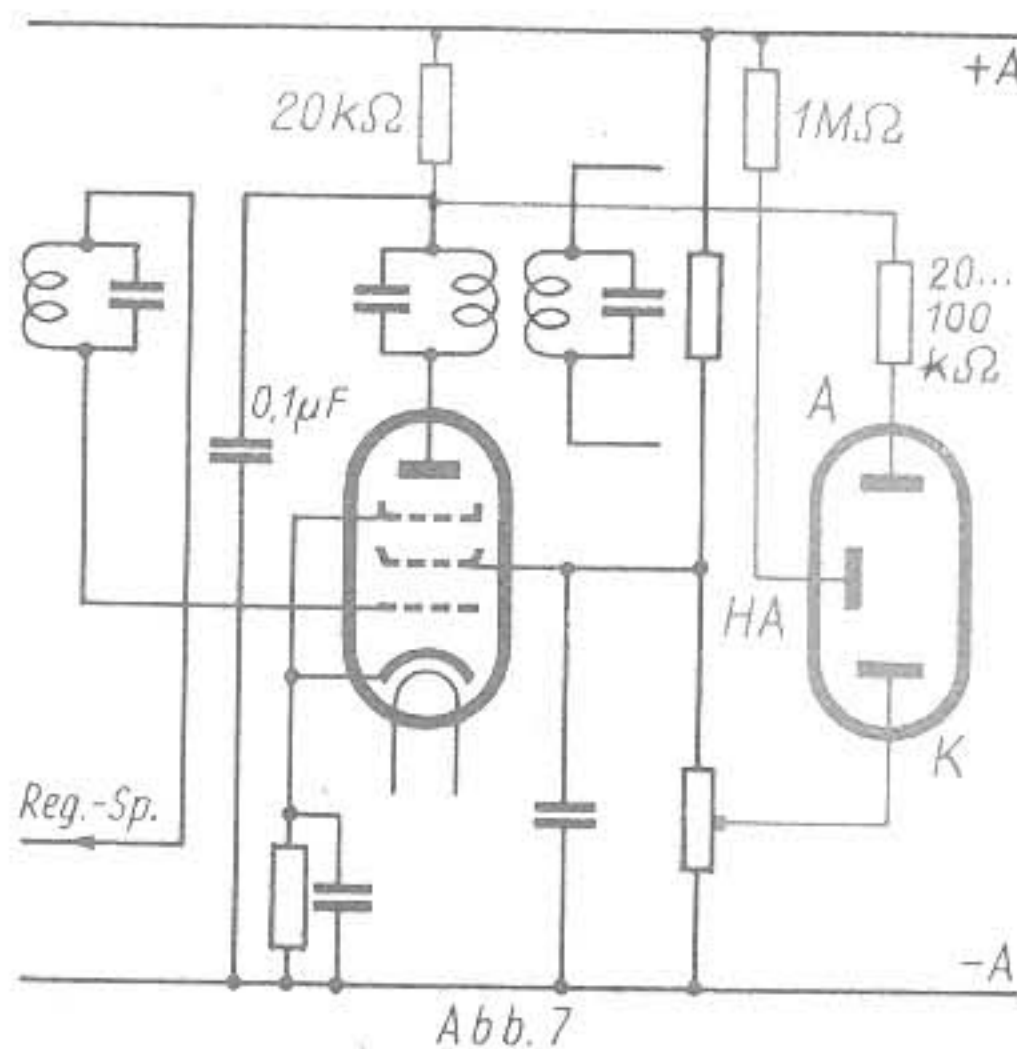 +A
20kΩ
1MΩ
20...
100
kΩ
0,1µF
A
HA
K
Reg.-Sp.
-A
Abb. 7